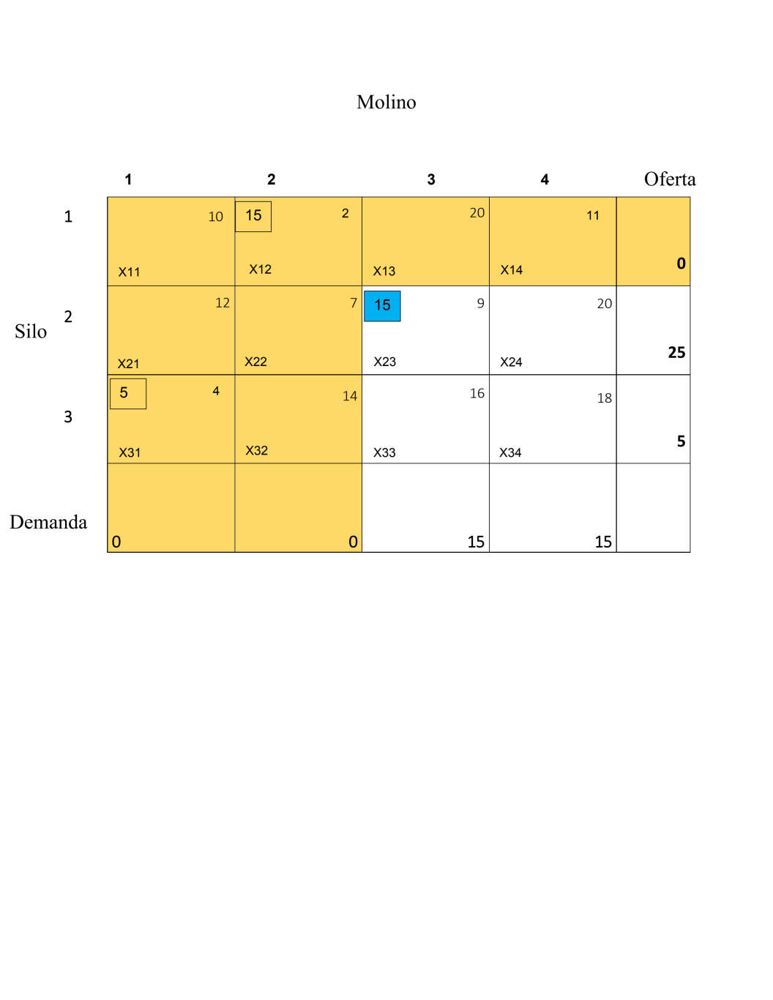 Molino
1 2 3 4 Oferta
1 10 15 2 20 11
X11 X12 X13 X14 0
2 12 7 15 9 20
Silo
X21 X22 X23 X24 25
3 5 4 14 16 18
X31 X32 X33 X34 5
Demanda
0 0 15 15